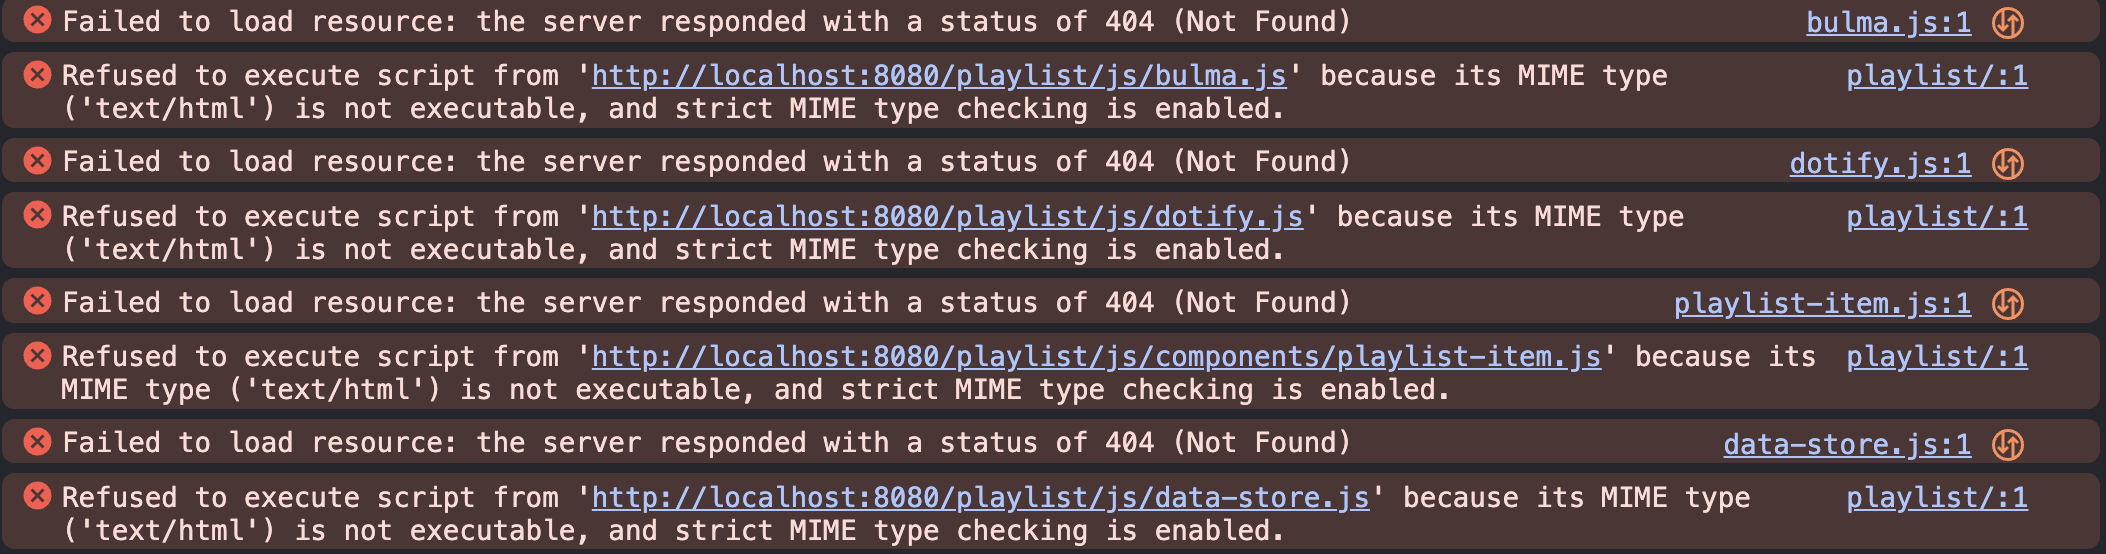 Failed to load resource: the server responded with a status of 404 (Not Found) bulma.js:1
Refused to execute script from 'http://localhost:8080/playlist/js/bulma.js' because its MIME type playlist/:1
('text/html') is not executable, and strict MIME type checking is enabled.
Failed to load resource: the server responded with a status of 404 (Not Found) dotify.js:1
Refused to execute script from 'http://localhost:8080/playlist/js/dotify.js' because its MIME type playlist/:1
('text/html') is not executable, and strict MIME type checking is enabled.
Failed to load resource: the server responded with a status of 404 (Not Found) playlist-item.js:1
Refused to execute script from 'http://localhost:8080/playlist/js/components/playlist-item.js' because its playlist/:1
MIME type ('text/html') is not executable, and strict MIME type checking is enabled.
Failed to load resource: the server responded with a status of 404 (Not Found) data-store.js:1
Refused to execute script from 'http://localhost:8080/playlist/js/data-store.js' because its MIME type playlist/:1
('text/html') is not executable, and strict MIME type checking is enabled.